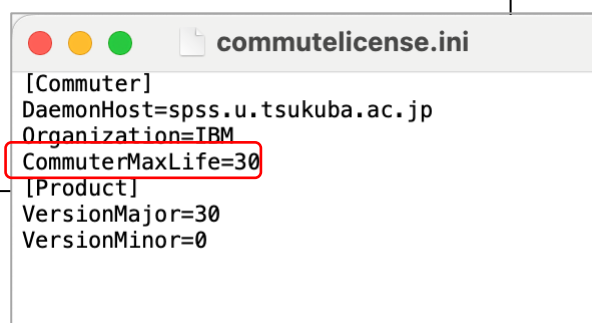 commutelicense.ini
[Commuter]
DaemonHost=spss.u.tsukuba.ac.jp
Organization=IBM
CommuterMaxLife=30
[Product]
VersionMajor=30
VersionMinor=0